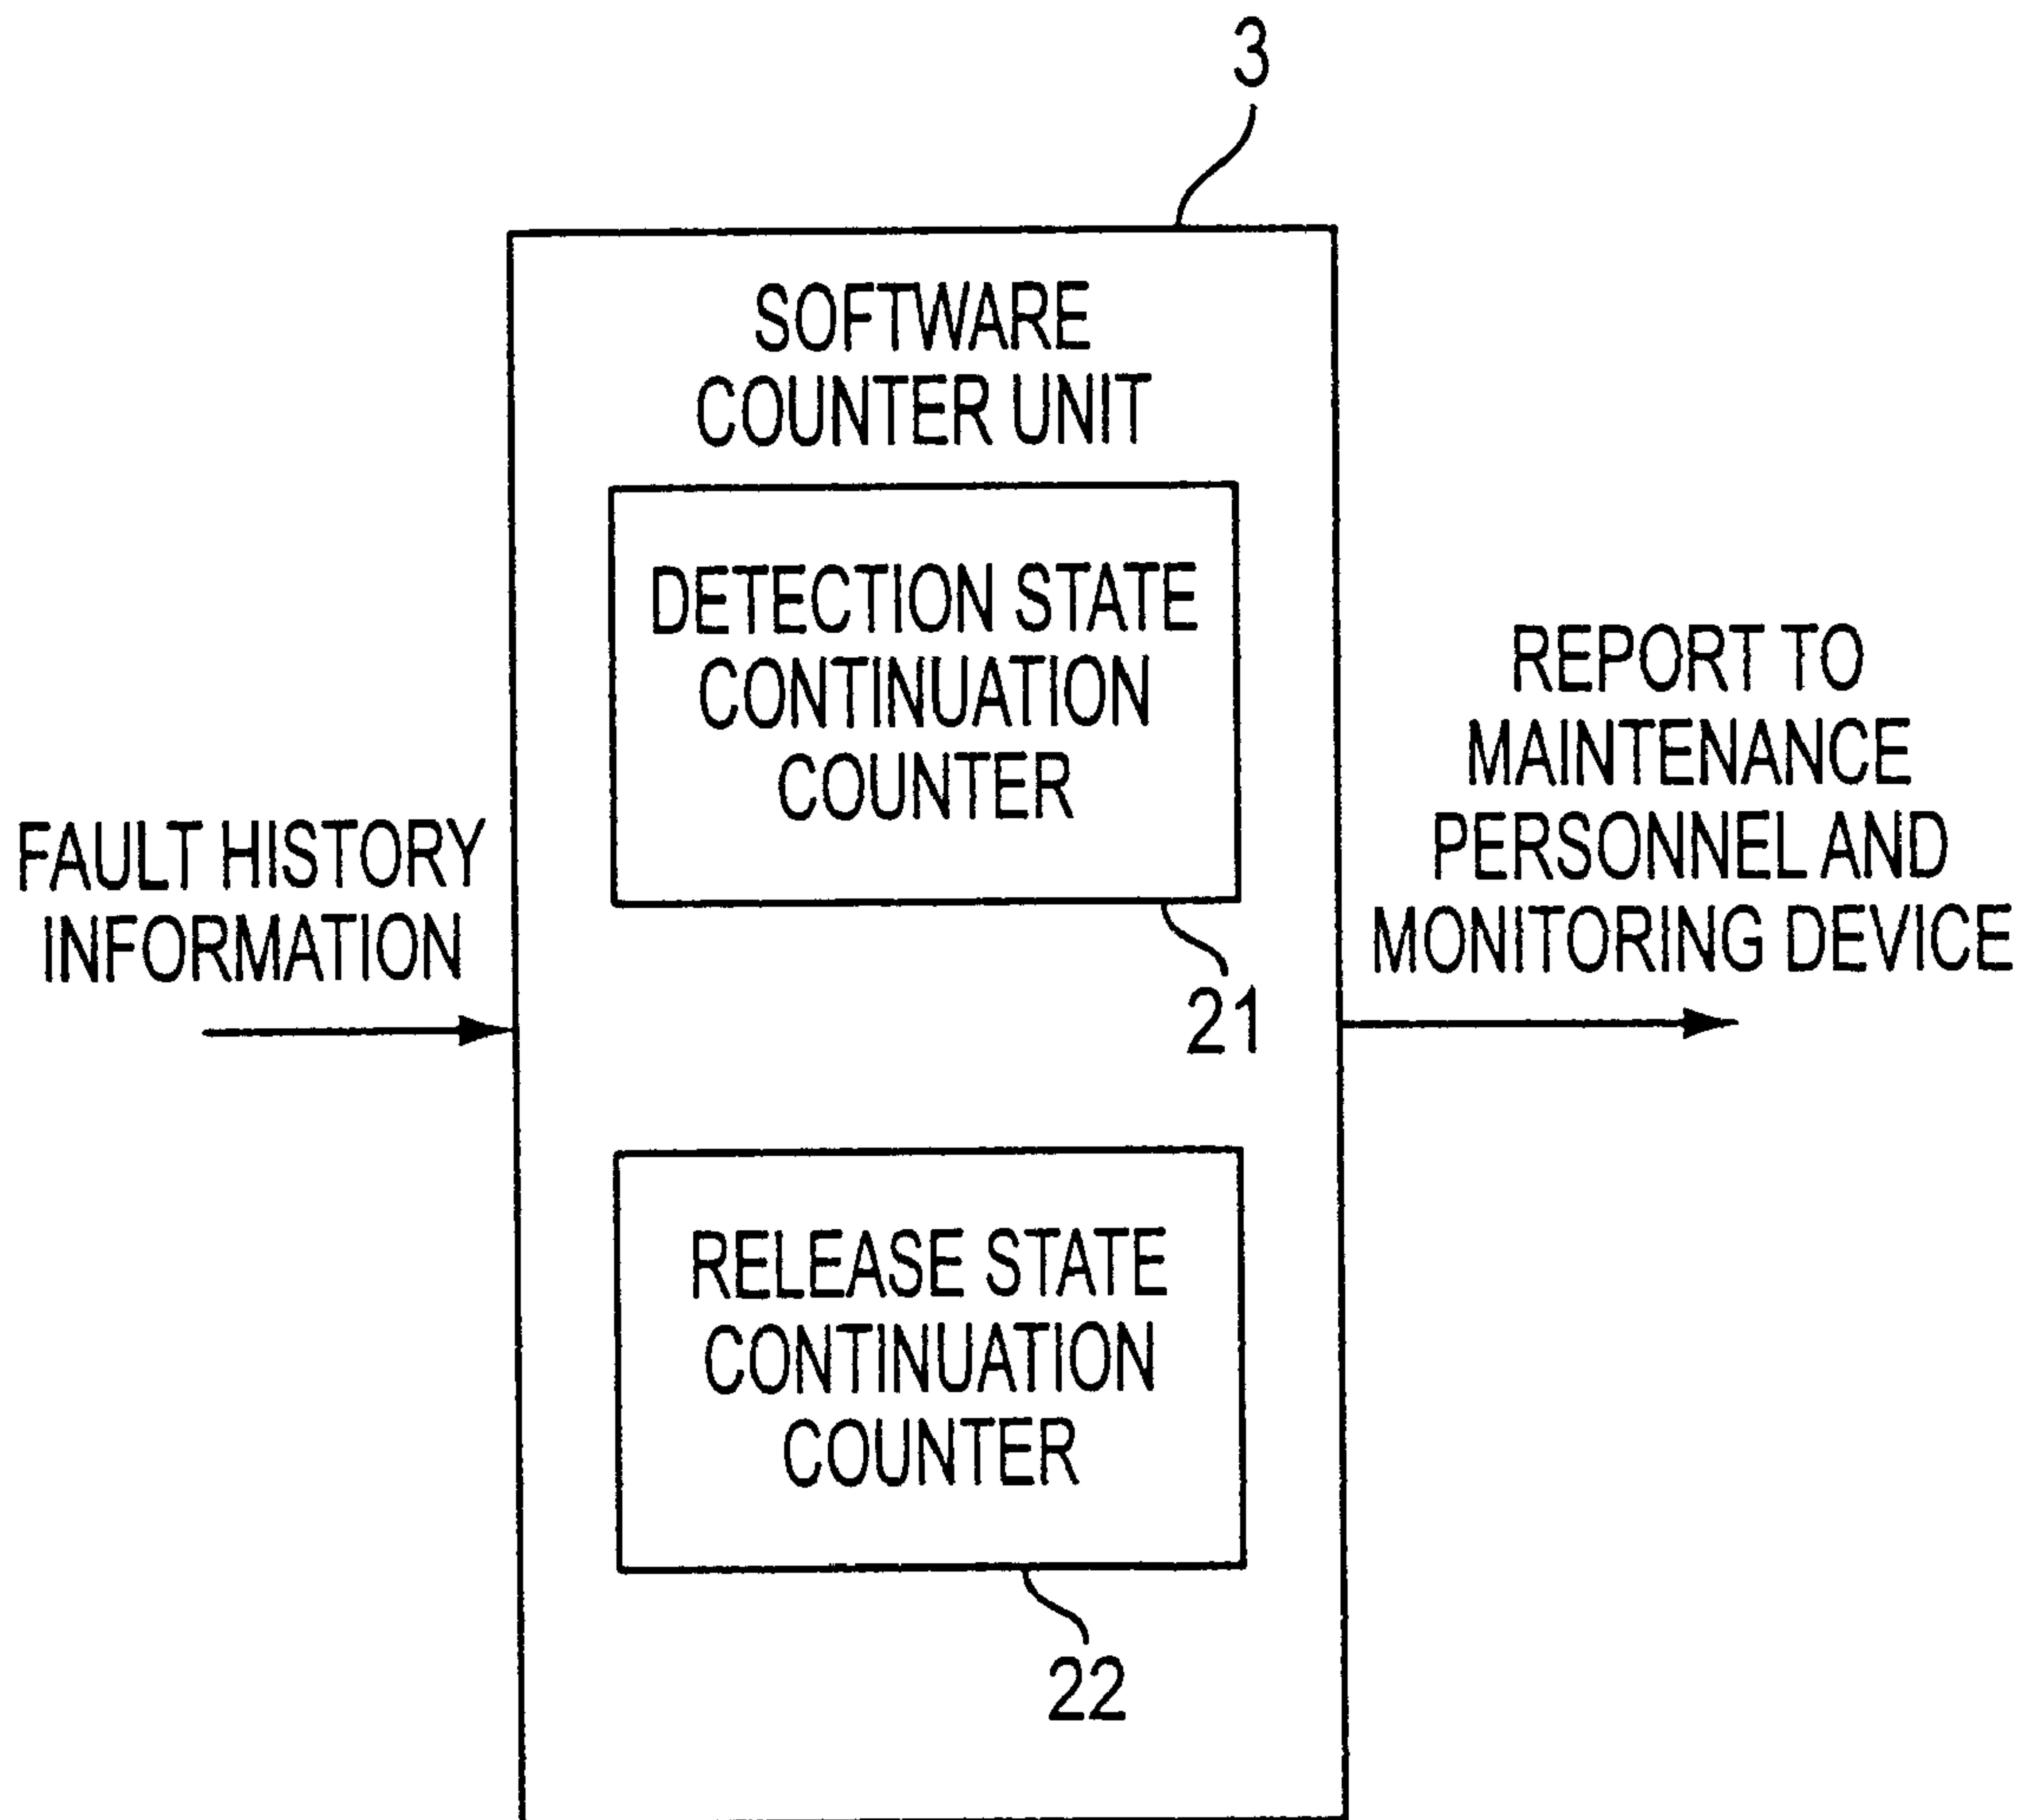 3
SOFTWARE
COUNTER UNIT
DETECTION STATE
CONTINUATION
COUNTER
21
FAULT HISTORY
INFORMATION
REPORT TO
MAINTENANCE
PERSONNEL AND
MONITORING DEVICE
RELEASE STATE
CONTINUATION
COUNTER
22